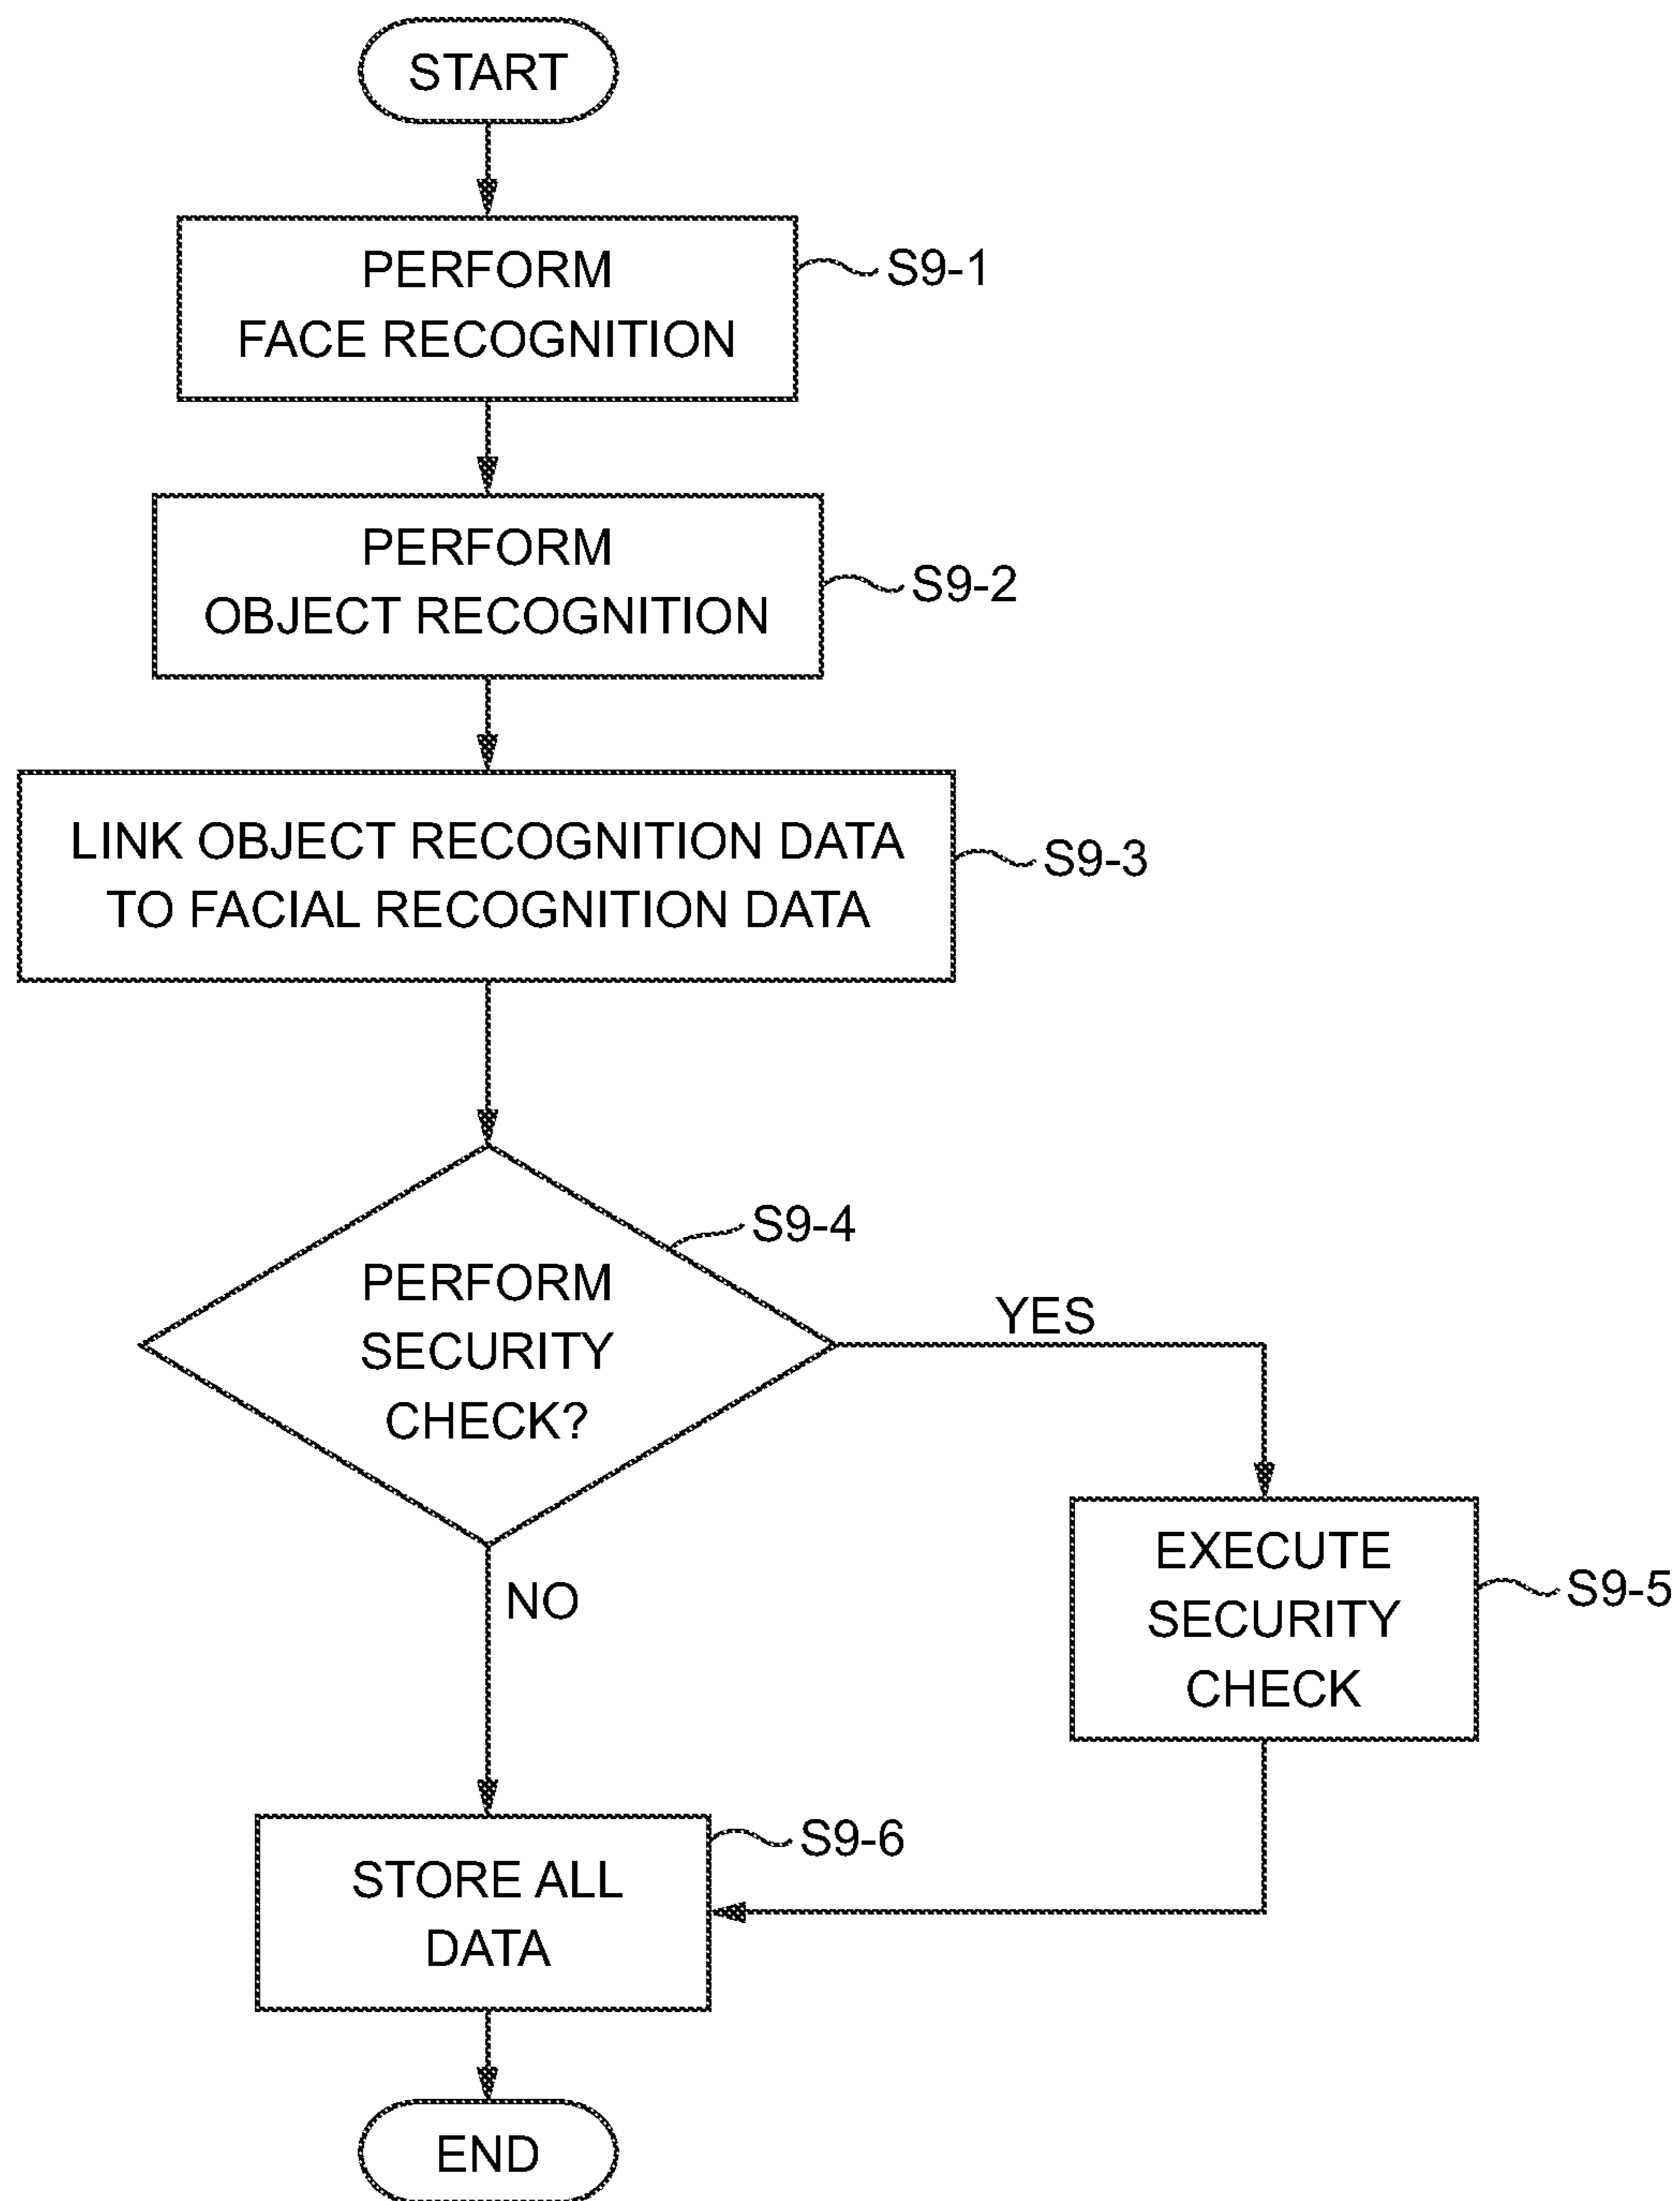 START
PERFORM
FACE RECOGNITION
S9-1
PERFORM
OBJECT RECOGNITION
S9-2
LINK OBJECT RECOGNITION DATA
TO FACIAL RECOGNITION DATA
S9-3
S9-4
PERFORM
SECURITY
CHECK?
YES
NO
EXECUTE
SECURITY
CHECK
S9-5
S9-6
STORE ALL
DATA
END